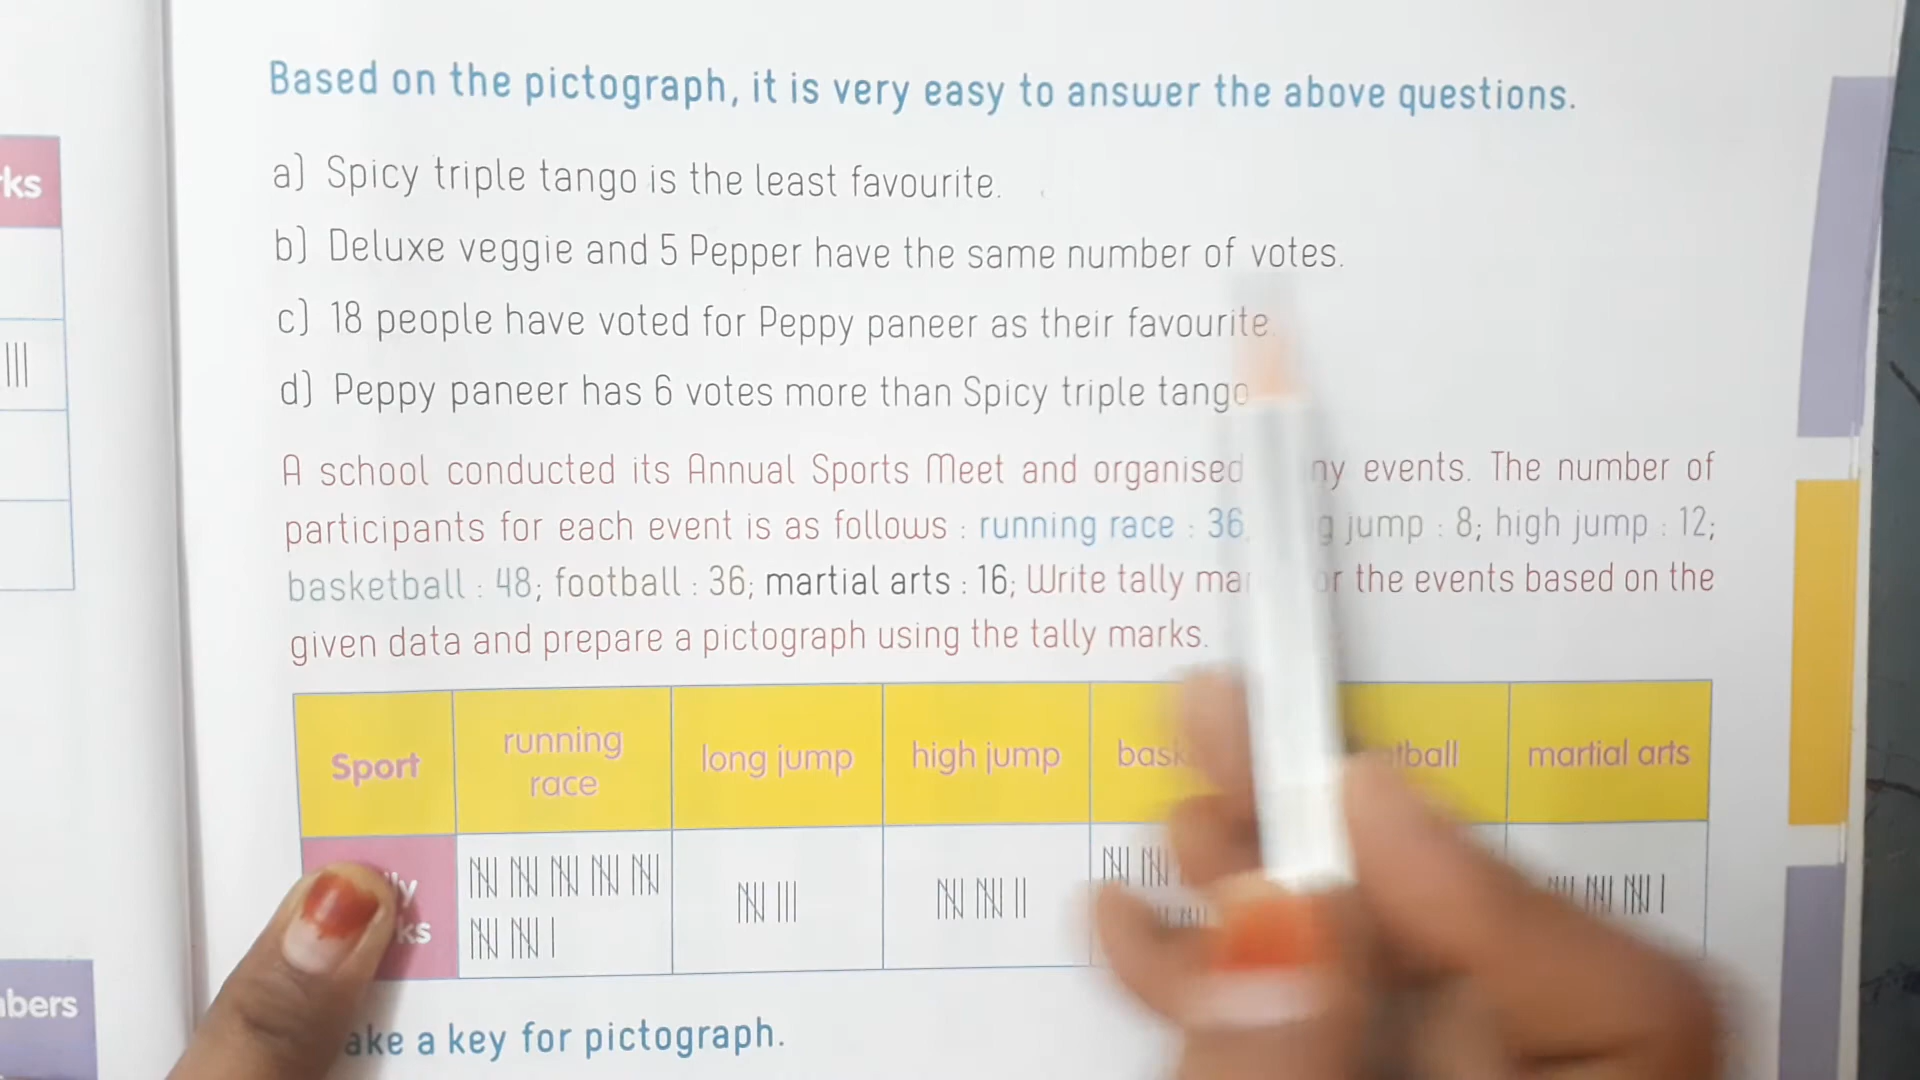 Based on the pictograph, it is very easy to answer the above questions.
a) Spicy triple tango is the least favourite.
b) Deluxe veggie and 5 Pepper have the same number of votes.
c) 18 people have voted for Peppy paneer as their favourite.
d) Peppy paneer has 6 votes more than Spicy triple tango
A school conducted its Annual Sports Meet and organised events. The number of
participants for each event is as follows : running race : 36, jump : 8; high jump : 12;
basketball : 48; football : 36; martial arts : 16; Write tally the events based on the
given data and prepare a pictograph using the tally marks.
Sport running race long jump high jump martial arts
a key for pictograph.